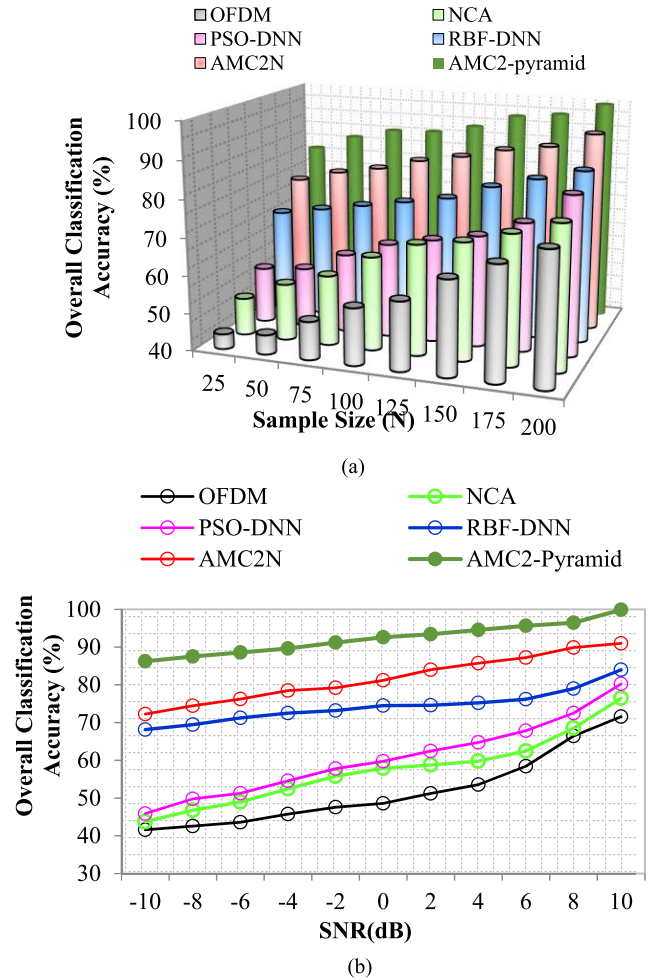 OFDM NCA
PSO-DNN RBF-DNN
AMC2N AMC2-pyramid
Overall Classification
Accuracy (%)
100
90
80
70
60
50
40
25 50 75 100 125 150 175 200
Sample Size (N)
(a)
OFDM NCA
PSO-DNN RBF-DNN
AMC2N AMC2-Pyramid
Overall Classification
Accuracy (%)
100
90
80
70
60
50
40
30
-10 -8 -6 -4 -2 0 2 4 6 8 10
SNR(dB)
(b)